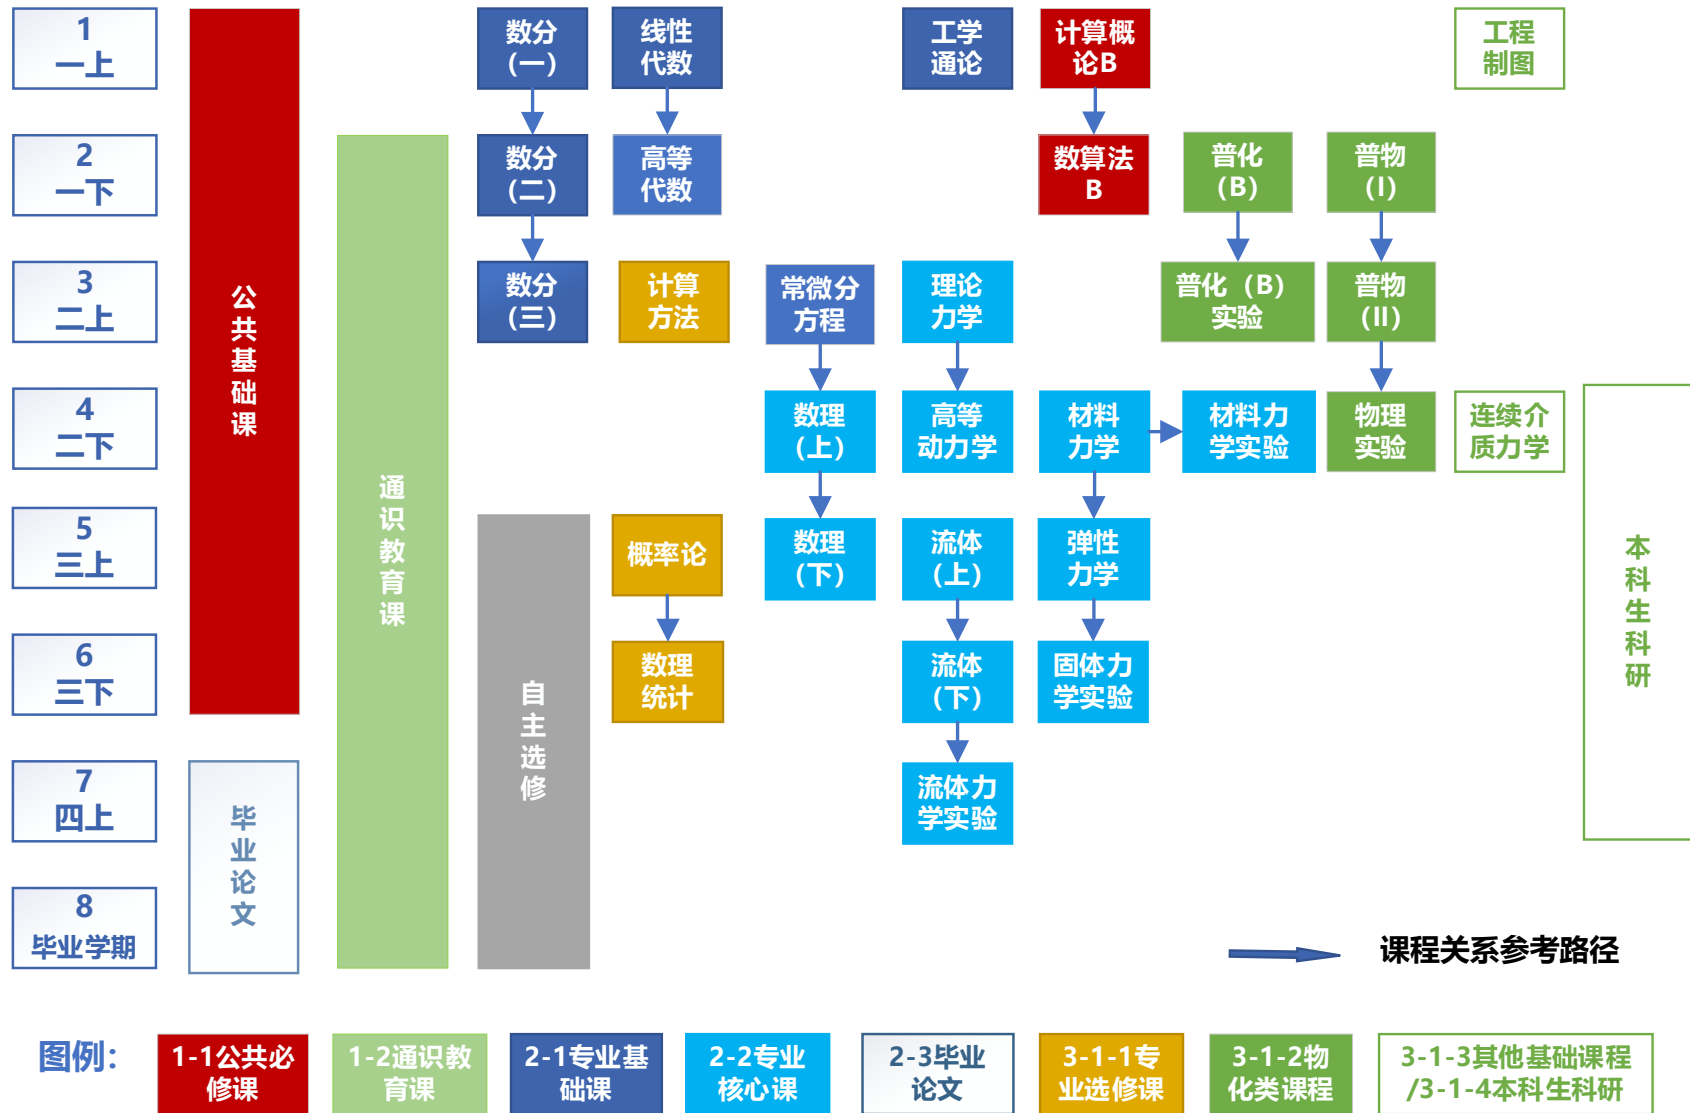 1
一上
数分
（一）
线性
代数
工学
通论
计算概
论B
工程
制图
2
一下
数分
（二）
高等
代数
数算法
B
普化
（B）
普物
（I）
3
二上
数分
（三）
计算
方法
常微分
方程
理论
力学
普化（B）
实验
普物
（II）
公共基础课
4
二下
数理
（上）
高等
动力学
材料
力学
材料力
学实验
物理
实验
连续介
质力学
通识教育课
5
三上
概率论
数理
（下）
流体
（上）
弹性
力学
本科生科研
6
三下
自主选修
数理
统计
流体
（下）
固体力
学实验
7
四上
毕业论文
流体力
学实验
8
毕业学期
课程关系参考路径
图例：
1-1公共必
修课
1-2通识教
育课
2-1专业基
础课
2-2专业
核心课
2-3毕业
论文
3-1-1专
业选修课
3-1-2物
化类课程
3-1-3其他基础课程
/3-1-4本科生科研